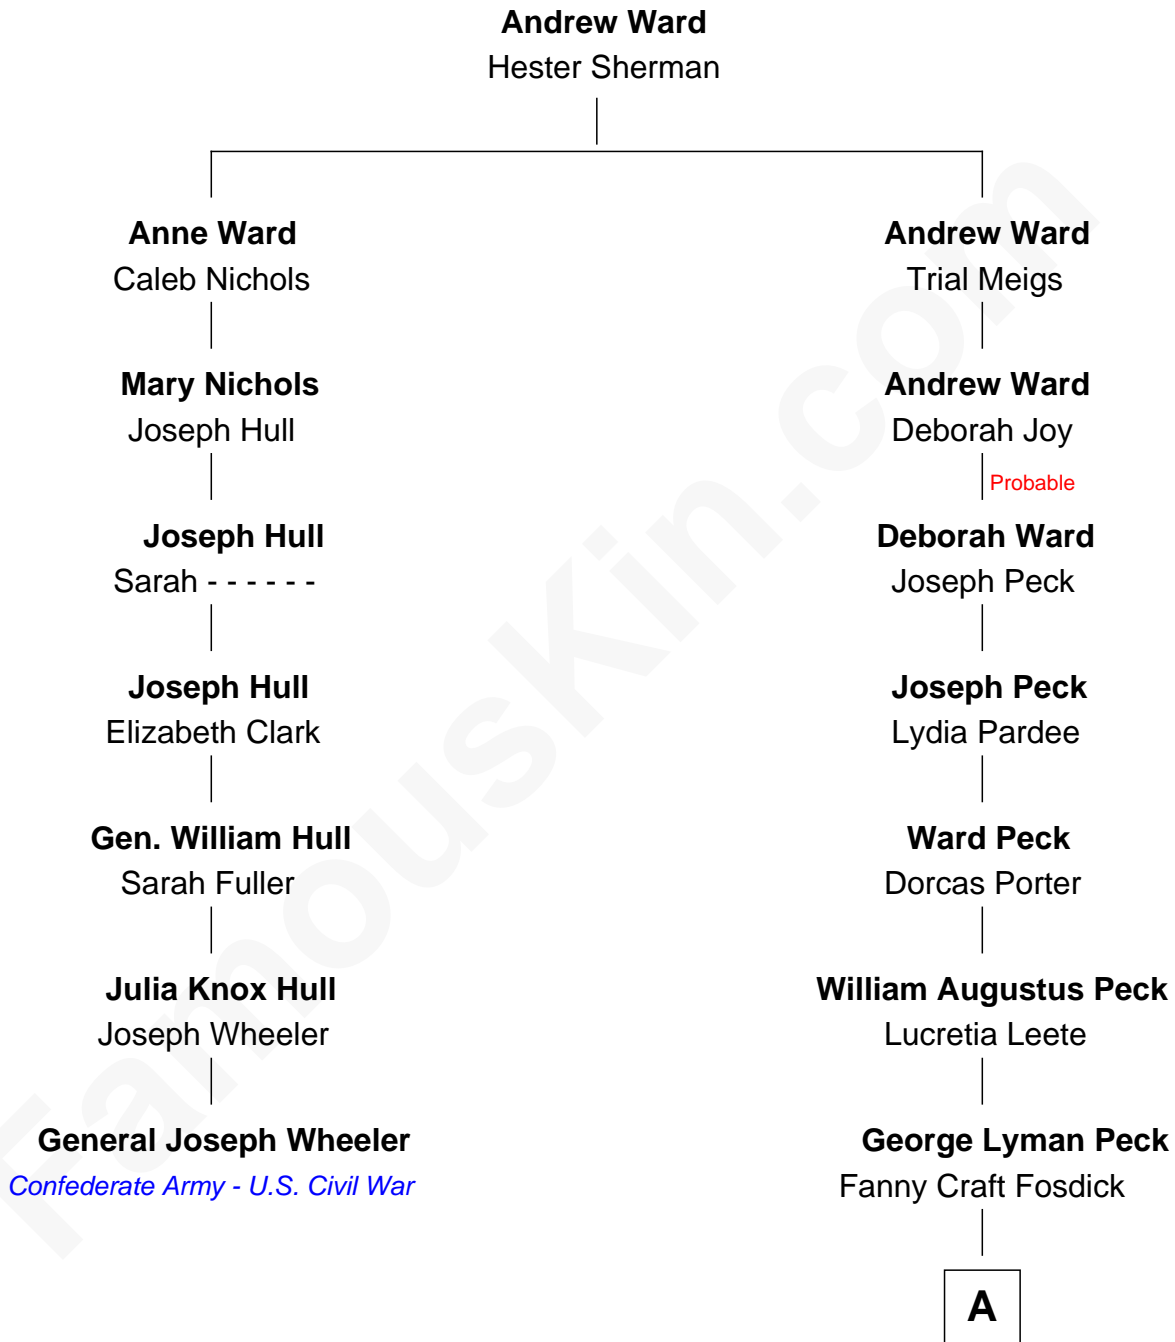 Andrew Ward
Hester Sherman
Anne Ward
Caleb Nichols
Andrew Ward
Trial Meigs
Mary Nichols
Joseph Hull
Andrew Ward
Deborah Joy
Probable
Joseph Hull
Sarah - - - - - -
Deborah Ward
Joseph Peck
Joseph Hull
Elizabeth Clark
Joseph Peck
Lydia Pardee
Gen. William Hull
Sarah Fuller
Ward Peck
Dorcas Porter
Julia Knox Hull
Joseph Wheeler
William Augustus Peck
Lucretia Leete
General Joseph Wheeler
Confederate Army - U.S. Civil War
George Lyman Peck
Fanny Craft Fosdick
A
FamousKin.com